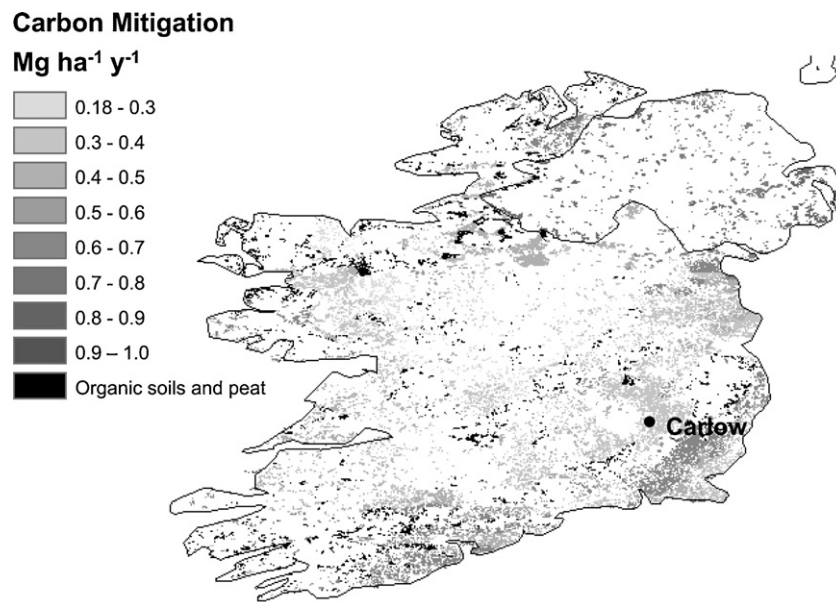 Carbon Mitigation
Mg ha⁻¹ y⁻¹
0.18 - 0.3
0.3 - 0.4
0.4 - 0.5
0.5 - 0.6
0.6 - 0.7
0.7 - 0.8
0.8 - 0.9
0.9 – 1.0
Organic soils and peat
Carlow